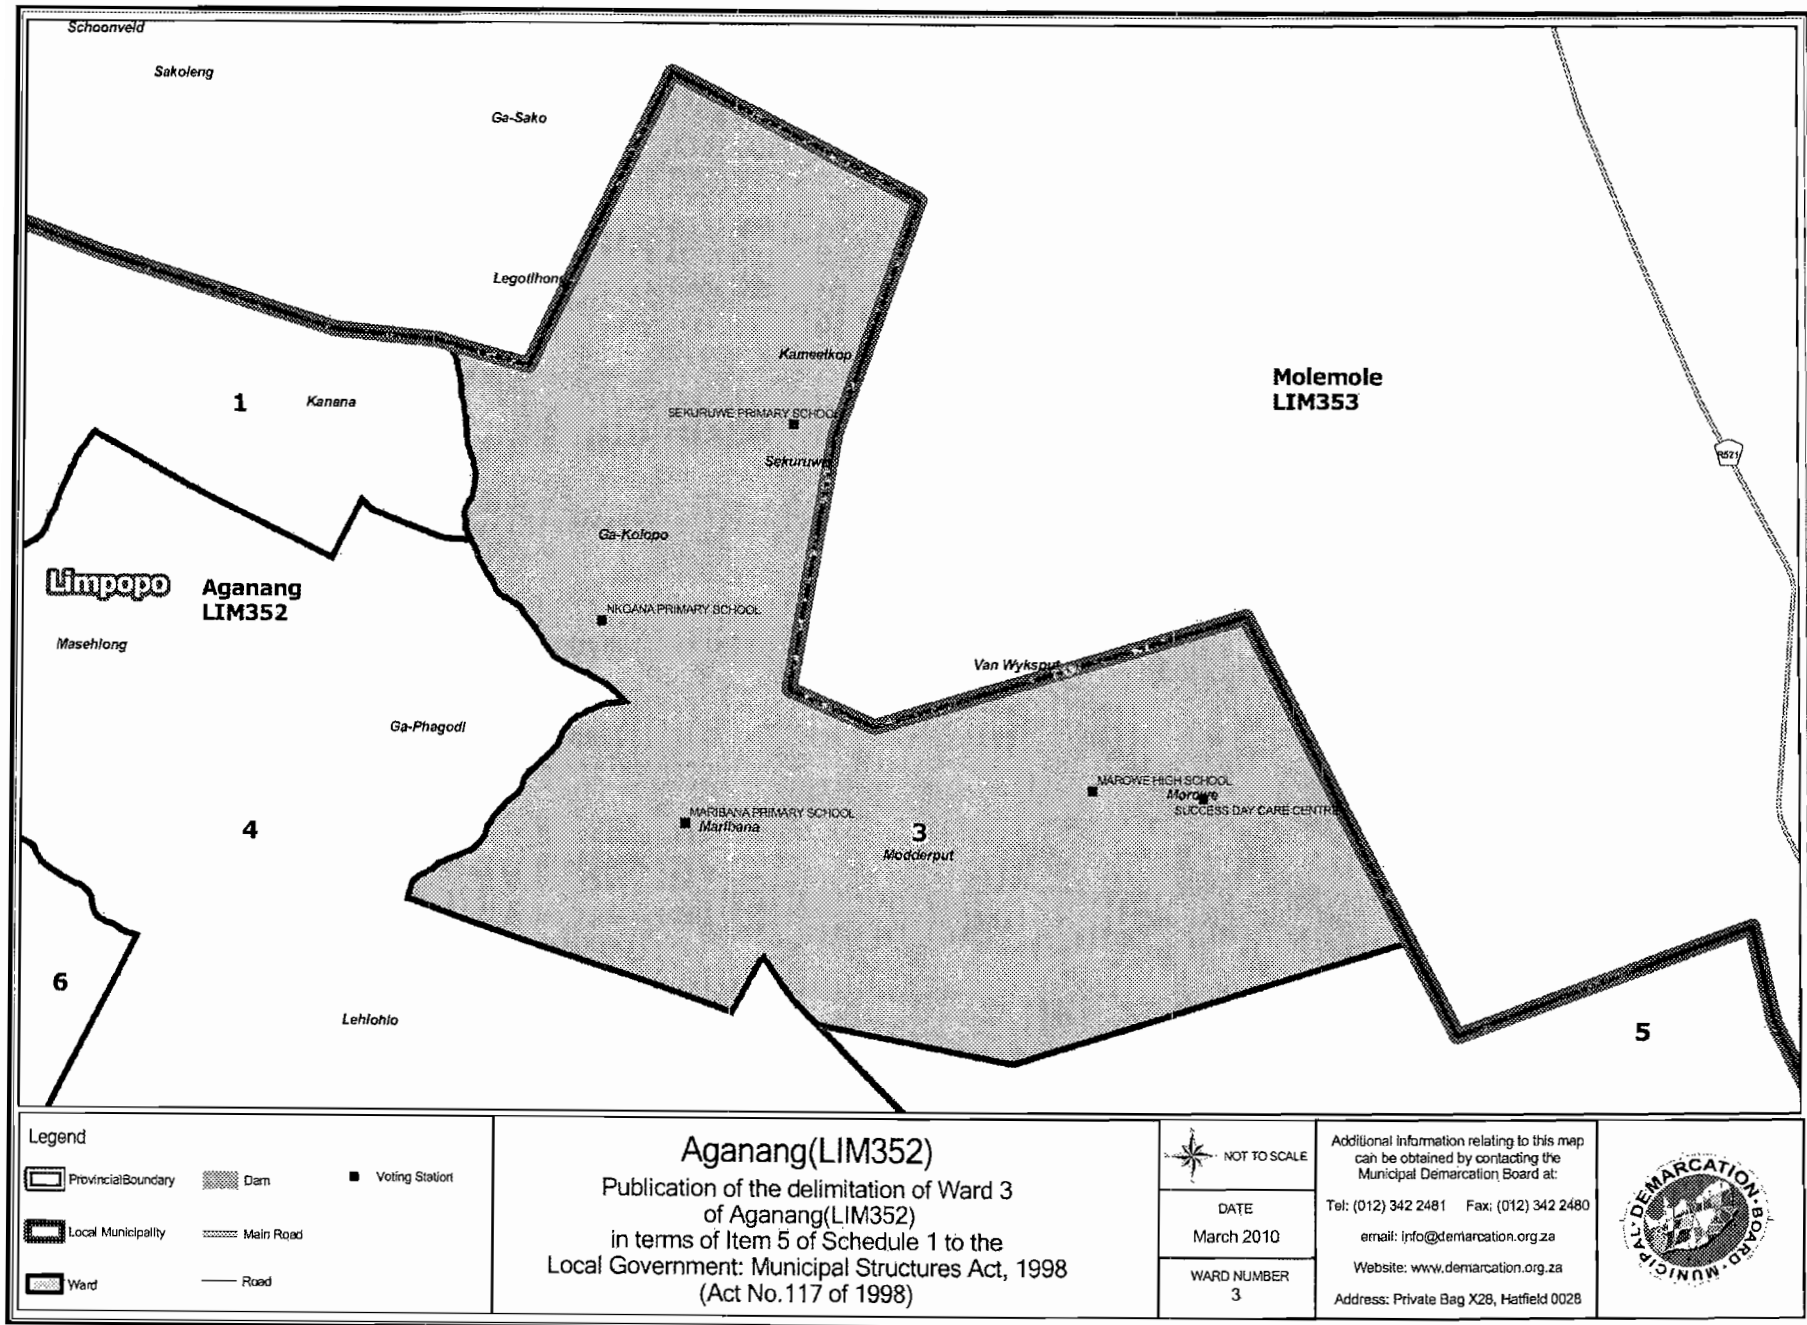 Schoonveld
Sakoleng
Ga-Sako
Legotlhong
Kameelkop
Molemole
LIM353
1
Kanana
SEKURUWE PRIMARY SCHOOL
R521
Sekuruwe
Ga-Kolopo
Limpopo
Aganang
LIM352
NKOANA PRIMARY SCHOOL
Masehlong
Van Wyksput
Ga-Phagodi
MAROWE HIGH SCHOOL
Morowe
SUCCESS DAY CARE CENTRE
MARIBANA PRIMARY SCHOOL
Maribana
4
3
Modderput
6
Lehlohlo
5
Legend
Provincial Boundary
Dam
Voting Station
Local Municipality
Main Road
Ward
Road
Aganang(LIM352)
Publication of the delimitation of Ward 3
of Aganang(LIM352)
in terms of Item 5 of Schedule 1 to the
Local Government: Municipal Structures Act, 1998
(Act No.117 of 1998)
NOT TO SCALE
DATE
March 2010
WARD NUMBER
3
Additional information relating to this map
can be obtained by contacting the
Municipal Demarcation Board at:
Tel: (012) 342 2481 Fax: (012) 342 2480
email: info@demarcation.org.za
Website: www.demarcation.org.za
Address: Private Bag X28, Hatfield 0028
MUNICIPAL DEMARCATION BOARD